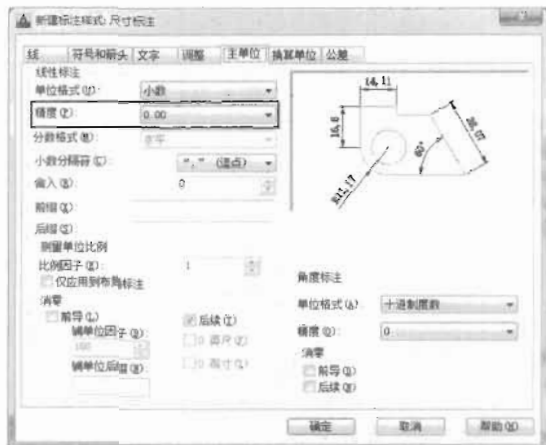 新建标注样式: 尺寸标注
线 符号和箭头 文字 调整 主单位 换算单位 公差
线性标注
单位格式(U): 小数
精度(P): 0.00
分数格式(M): 水平
小数分隔符(C): “,” (逗点)
舍入(R): 0
前缀(X):
后缀(S):
测量单位比例
比例因子(E): 1
仅应用到布局标注
消零
前导(L)
后续(T)
辅单位因子(B):
100
0 英尺(F)
辅单位后缀(N):
0 英寸(I)
14,11
16,6
60°
R11,17
角度标注
单位格式(A): 十进制度数
精度(O): 0
消零
前导(D)
后续(N)
确定 取消 帮助(H)